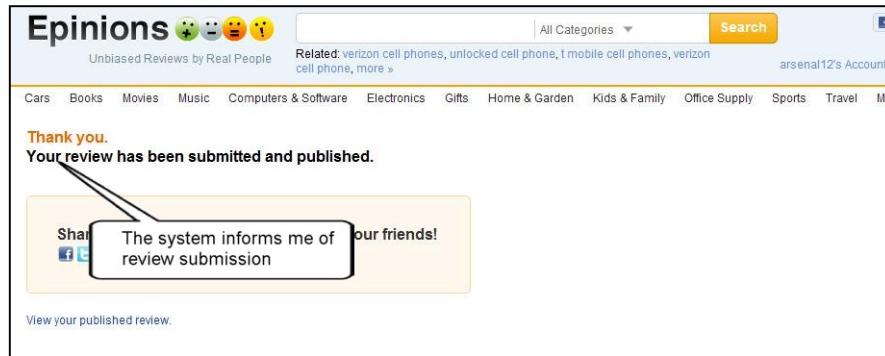 Epinions
All Categories
Search
Unbiased Reviews by Real People
Related: verizon cell phones, unlocked cell phone, t mobile cell phones, verizon
cell phone, more »
arsenal12's Account
Cars Books Movies Music Computers & Software Electronics Gifts Home & Garden Kids & Family Office Supply Sports Travel M
Thank you.
Your review has been submitted and published.
Shar
our friends!
The system informs me of
review submission
View your published review.